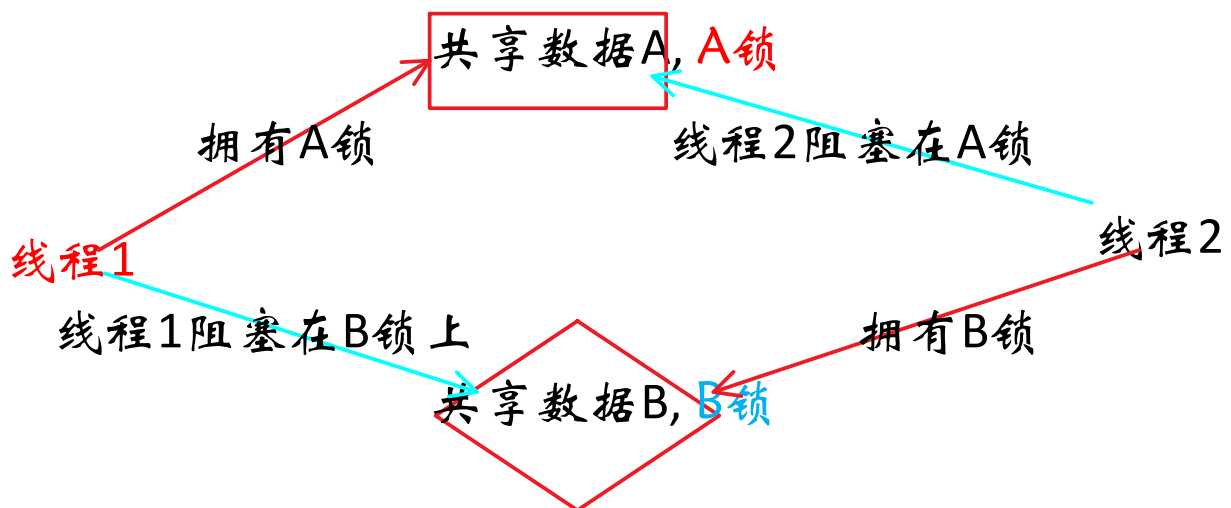 共享数据A, A锁
拥有A锁
线程2阻塞在A锁
线程2
线程1
线程1阻塞在B锁上
拥有B锁
共享数据B, B锁